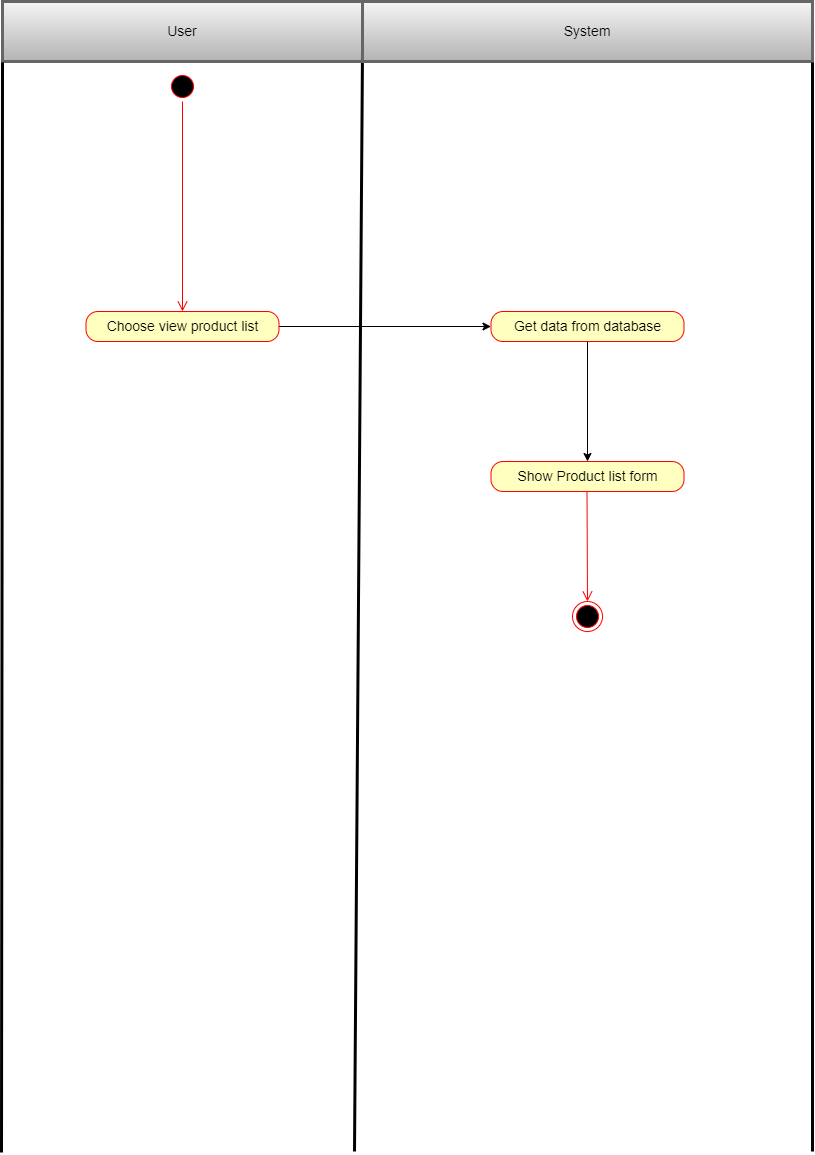 User
System
Choose view product list
Get data from database
Show Product list form